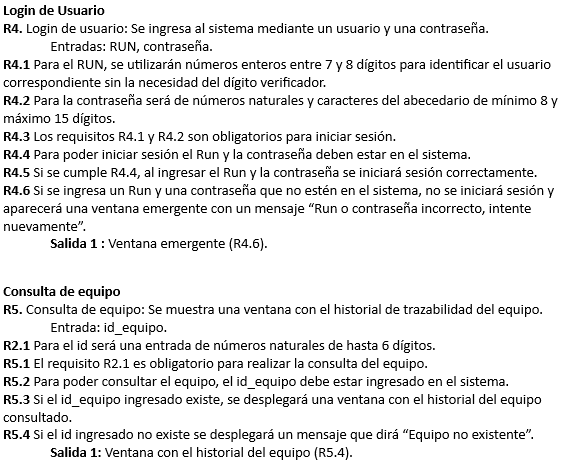 Login de Usuario
R4. Login de usuario: Se ingresa al sistema mediante un usuario y una contraseña.
Entradas: RUN, contraseña.
R4.1 Para el RUN, se utilizarán números enteros entre 7 y 8 dígitos para identificar el usuario
correspondiente sin la necesidad del dígito verificador.
R4.2 Para la contraseña será de números naturales y caracteres del abecedario de mínimo 8 y
máximo 15 dígitos.
R4.3 Los requisitos R4.1 y R4.2 son obligatorios para iniciar sesión.
R4.4 Para poder iniciar sesión el Run y la contraseña deben estar en el sistema.
R4.5 Si se cumple R4.4, al ingresar el Run y la contraseña se iniciará sesión correctamente.
R4.6 Si se ingresa un Run y una contraseña que no estén en el sistema, no se iniciará sesión y
aparecerá una ventana emergente con un mensaje “Run o contraseña incorrecto, intente
nuevamente”.
Salida 1 : Ventana emergente (R4.6).
Consulta de equipo
R5. Consulta de equipo: Se muestra una ventana con el historial de trazabilidad del equipo.
Entrada: id_equipo.
R2.1 Para el id será una entrada de números naturales de hasta 6 dígitos.
R5.1 El requisito R2.1 es obligatorio para realizar la consulta del equipo.
R5.2 Para poder consultar el equipo, el id_equipo debe estar ingresado en el sistema.
R5.3 Si el id_equipo ingresado existe, se desplegará una ventana con el historial del equipo
consultado.
R5.4 Si el id ingresado no existe se desplegará un mensaje que dirá “Equipo no existente”.
Salida 1: Ventana con el historial del equipo (R5.4).